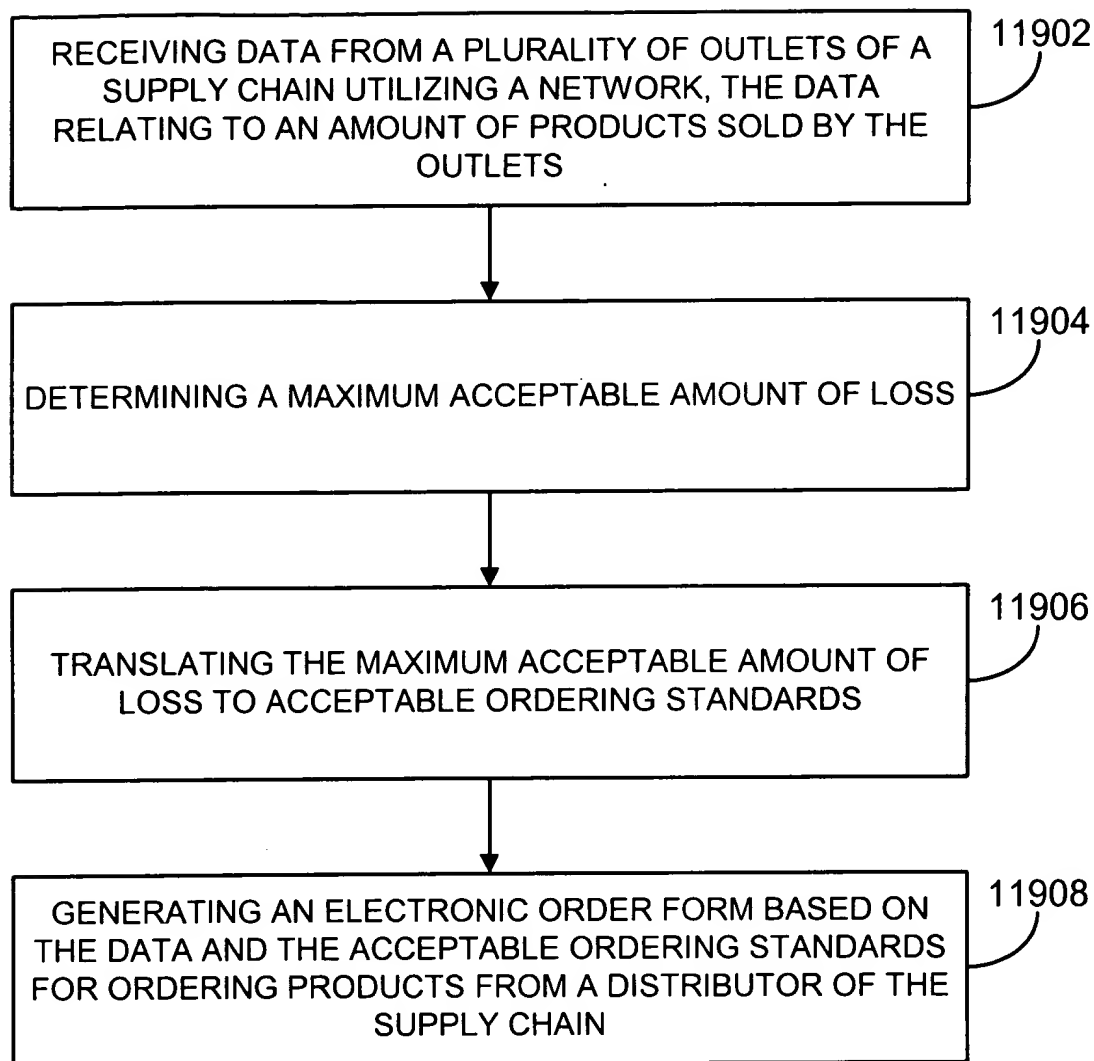 RECEIVING DATA FROM A PLURALITY OF OUTLETS OF A
SUPPLY CHAIN UTILIZING A NETWORK, THE DATA
RELATING TO AN AMOUNT OF PRODUCTS SOLD BY THE
OUTLETS
11902
DETERMINING A MAXIMUM ACCEPTABLE AMOUNT OF LOSS
11904
TRANSLATING THE MAXIMUM ACCEPTABLE AMOUNT OF
LOSS TO ACCEPTABLE ORDERING STANDARDS
11906
GENERATING AN ELECTRONIC ORDER FORM BASED ON
THE DATA AND THE ACCEPTABLE ORDERING STANDARDS
FOR ORDERING PRODUCTS FROM A DISTRIBUTOR OF THE
SUPPLY CHAIN
11908